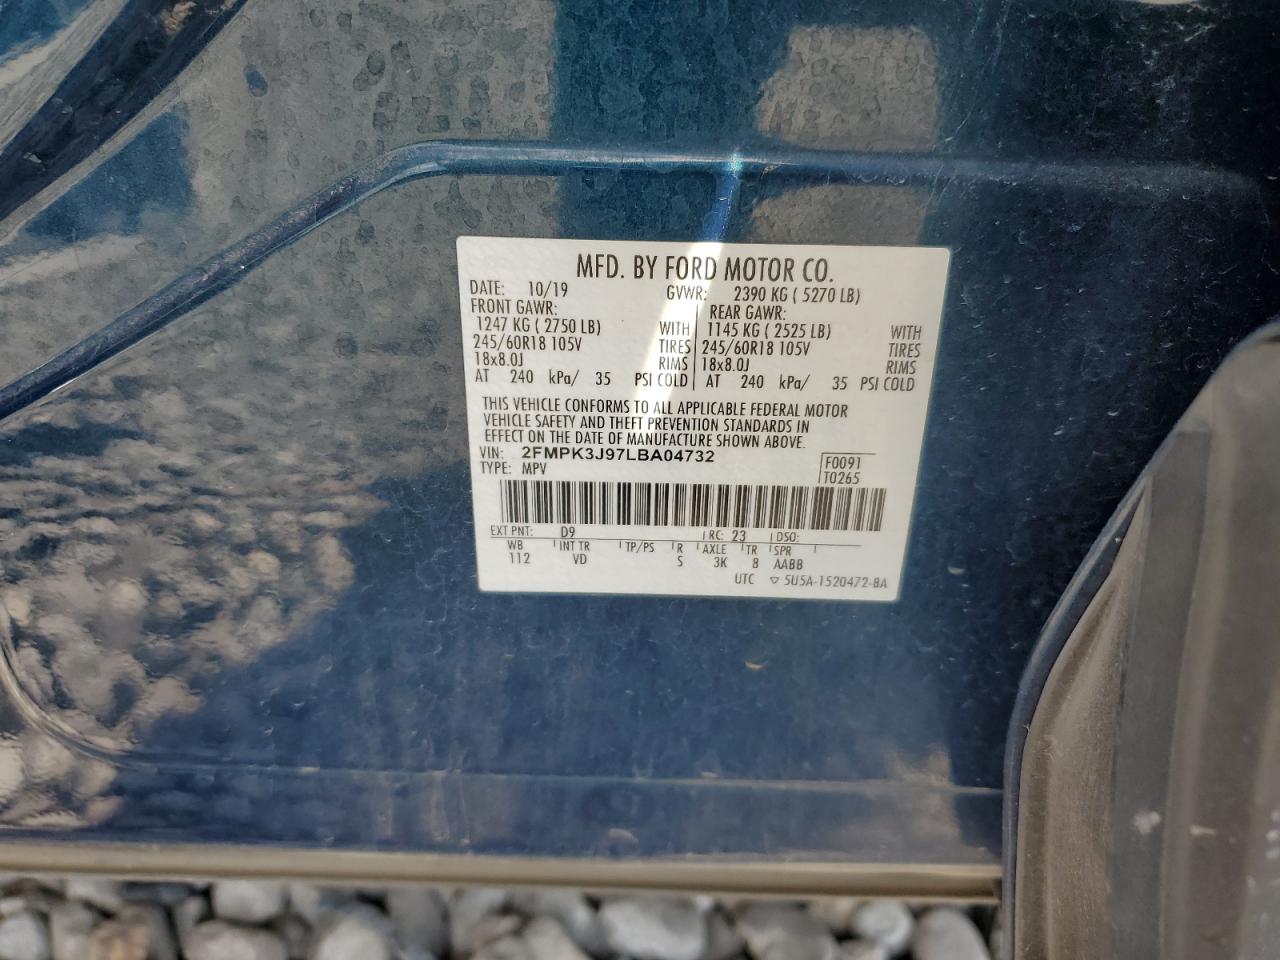 MFD. BY FORD MOTOR CO.
DATE: 10/19 GVWR: 2390 KG ( 5270 LB)
FRONT GAWR: REAR GAWR:
1247 KG ( 2750 LB) WITH 1145 KG ( 2525 LB) WITH
245/60R18 105V TIRES 245/60R18 105V TIRES
18x8.0J RIMS 18x8.0J RIMS
AT 240 kPa/ 35 PSI COLD AT 240 kPa/ 35 PSI COLD
THIS VEHICLE CONFORMS TO ALL APPLICABLE FEDERAL MOTOR
VEHICLE SAFETY AND THEFT PREVENTION STANDARDS IN
EFFECT ON THE DATE OF MANUFACTURE SHOWN ABOVE.
VIN: 2FMPK3J97LBA04732 F0091
TYPE: MPV T0265
EXT PNT: D9 RC: 23 DSO:
WB INT TR TP/PS R AXLE TR SPR
112 VD S 3K 8 AABB
UTC ▽ 5U5A-1520472-BA